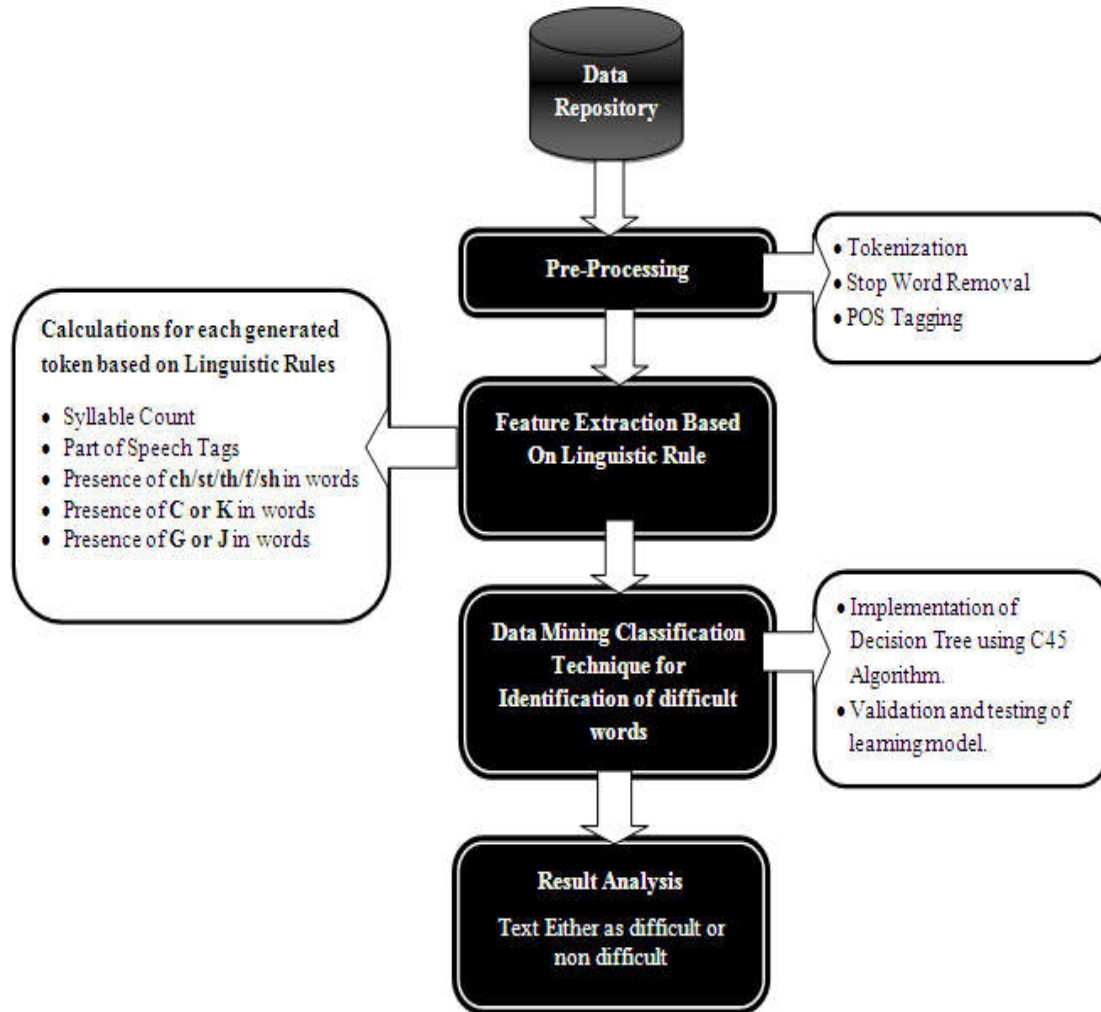 Data
Repository
Pre-Processing
• Tokenization
• Stop Word Removal
• POS Tagging
Calculations for each generated
token based on Linguistic Rules
• Syllable Count
• Part of Speech Tags
• Presence of ch/st/th/f/sh in words
• Presence of C or K in words
• Presence of G or J in words
Feature Extraction Based
On Linguistic Rule
Data Mining Classification
Technique for
Identification of difficult
words
• Implementation of
Decision Tree using C45
Algorithm.
• Validation and testing of
learning model.
Result Analysis
Text Either as difficult or
non difficult